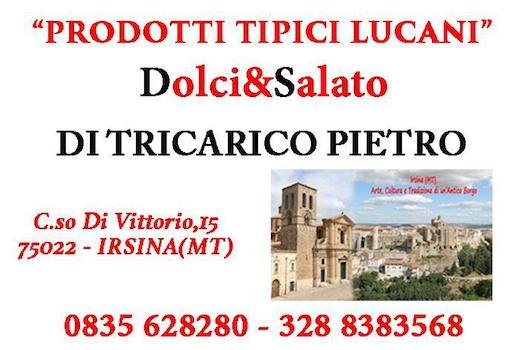 “PRODOTTI TIPICI LUCANI”
Dolci&Salato
DI TRICARICO PIETRO
Irsina (MT)
Arte, Cultura e Tradizione di un'Antico Borgo
C.so Di Vittorio,15
75022 - IRSINA(MT)
0835 628280 - 328 8383568